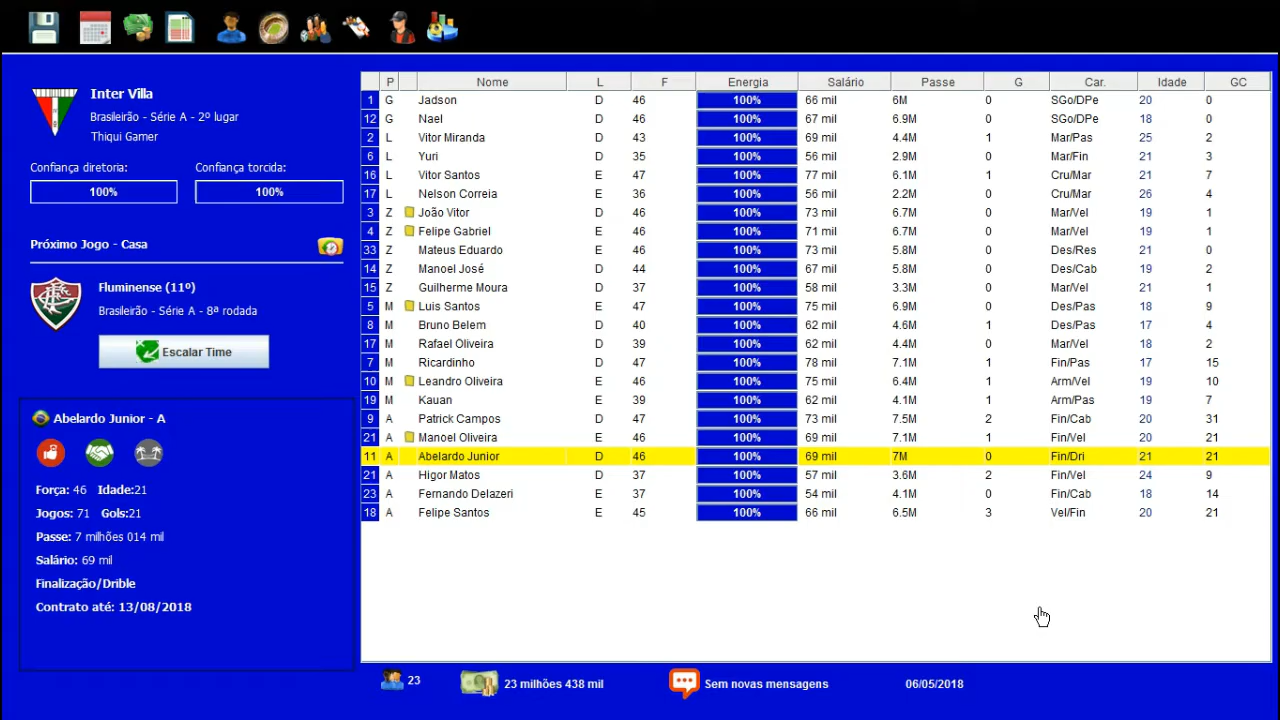 Inter Villa
Brasileirão - Série A - 2º lugar
Thiqui Gamer
Confiança diretoria: Confiança torcida:
100% 100%
Próximo Jogo - Casa
Fluminense (11º)
Brasileirão - Série A - 8ª rodada
Escalar Time
Abelardo Junior - A
Força: 46 Idade:21
Jogos: 71 Gols:21
Passe: 7 milhões 014 mil
Salário: 69 mil
Finalização/Drible
Contrato até: 13/08/2018
P Nome L F Energia Salário Passe G Car. Idade GC
1 G Jadson D 46 100% 66 mil 6M 0 SGo/DPe 20 0
12 G Nael D 46 100% 67 mil 6.9M 0 SGo/DPe 18 0
2 L Vitor Miranda D 43 100% 69 mil 4.4M 1 Mar/Pas 25 2
6 L Yuri D 35 100% 56 mil 2.9M 0 Mar/Fin 21 3
16 L Vitor Santos E 47 100% 77 mil 6.1M 1 Cru/Mar 21 7
17 L Nelson Correia E 36 100% 56 mil 2.2M 0 Cru/Mar 26 4
3 Z João Vitor D 46 100% 73 mil 6.7M 0 Mar/Vel 19 1
4 Z Felipe Gabriel E 46 100% 71 mil 6.7M 0 Mar/Vel 19 1
33 Z Mateus Eduardo E 46 100% 73 mil 5.8M 0 Des/Res 21 0
14 Z Manoel José D 44 100% 67 mil 5.8M 0 Des/Cab 19 2
15 Z Guilherme Moura D 37 100% 58 mil 3.3M 0 Mar/Vel 21 1
5 M Luis Santos E 47 100% 75 mil 6.9M 0 Des/Pas 18 9
8 M Bruno Belem D 40 100% 62 mil 4.6M 1 Des/Pas 17 4
17 M Rafael Oliveira D 39 100% 62 mil 4.4M 0 Mar/Vel 18 2
7 M Ricardinho D 47 100% 78 mil 7.1M 1 Fin/Pas 17 15
10 M Leandro Oliveira E 46 100% 75 mil 6.4M 1 Arm/Vel 19 10
19 M Kauan E 39 100% 62 mil 4.1M 1 Arm/Pas 19 7
9 A Patrick Campos D 47 100% 73 mil 7.5M 2 Fin/Cab 20 31
21 A Manoel Oliveira E 46 100% 69 mil 7.1M 1 Fin/Vel 20 21
11 A Abelardo Junior D 46 100% 69 mil 7M 0 Fin/Dri 21 21
21 A Higor Matos D 37 100% 57 mil 3.6M 2 Fin/Vel 24 9
23 A Fernando Delazeri E 37 100% 54 mil 4.1M 0 Fin/Cab 18 14
18 A Felipe Santos E 45 100% 66 mil 6.5M 3 Vel/Fin 20 21
23 23 milhões 438 mil Sem novas mensagens 06/05/2018